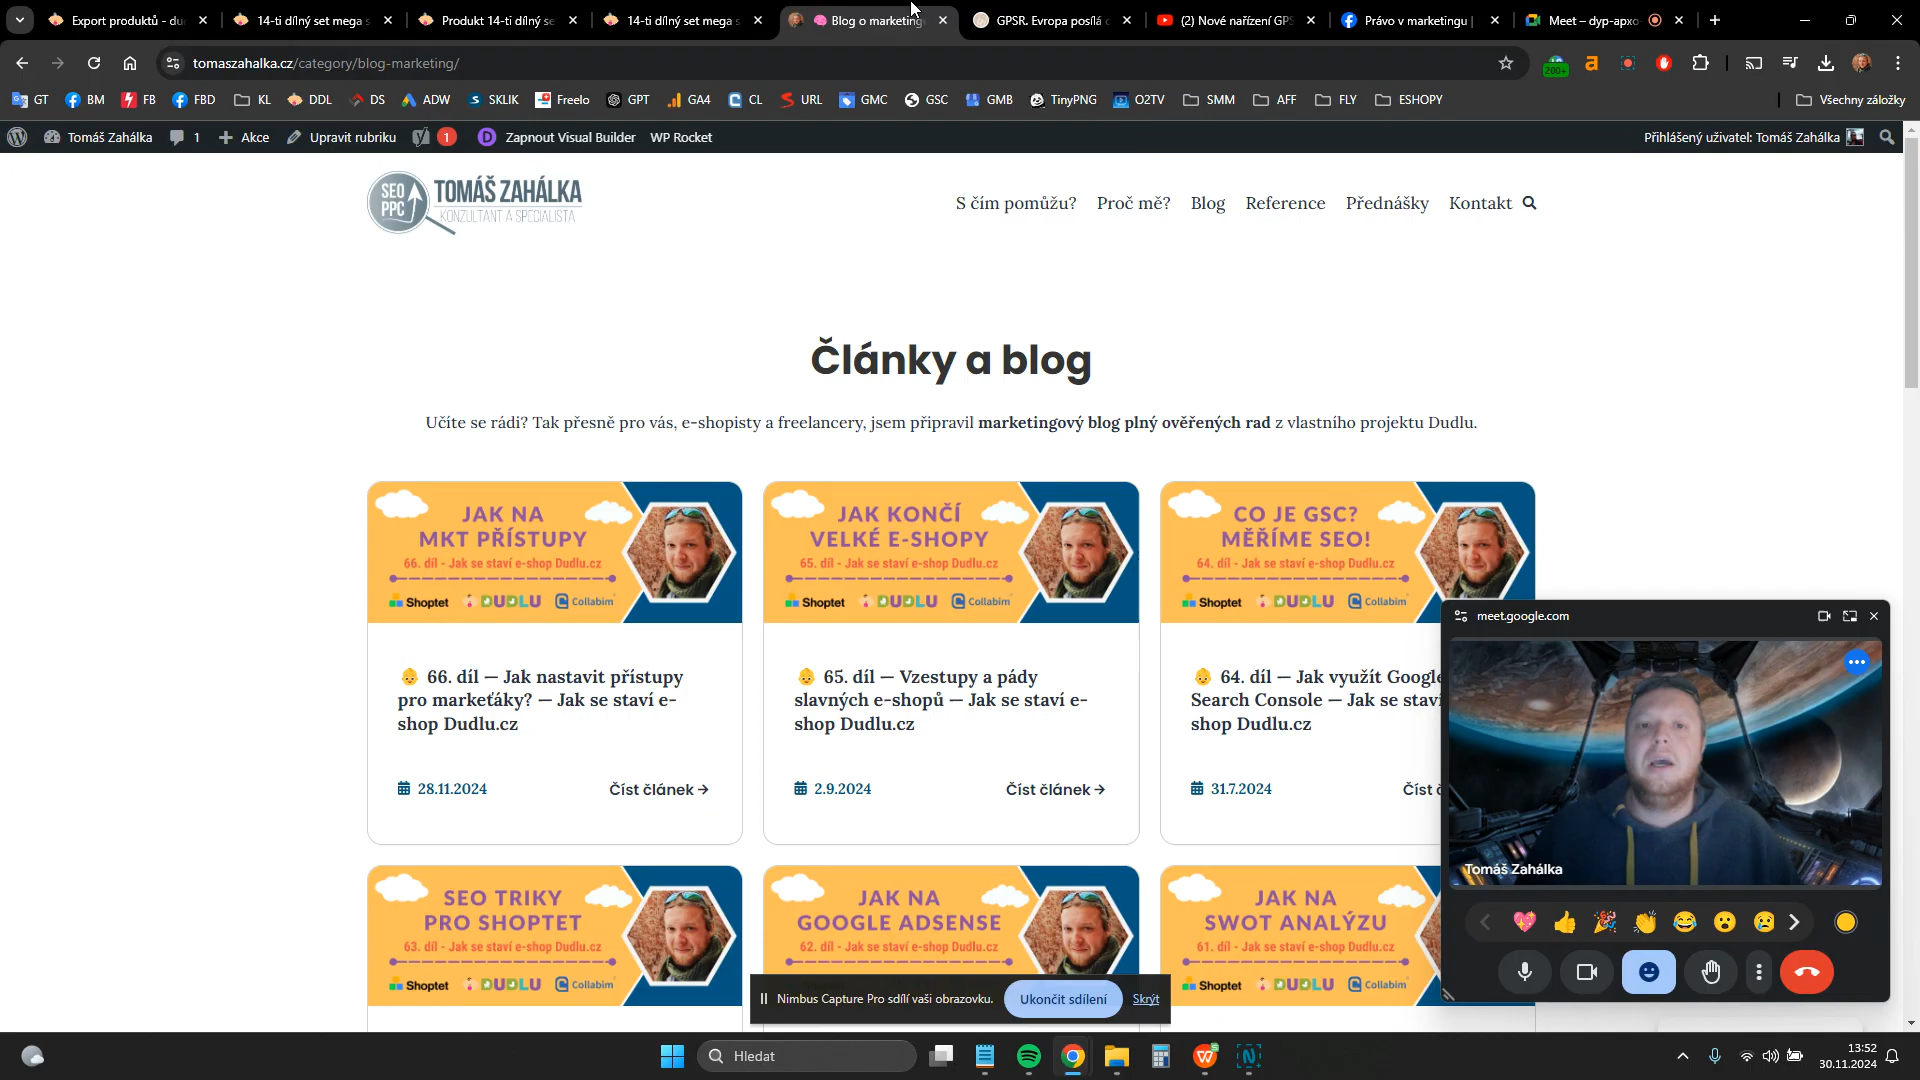 Export produktů - du
14-ti dílný set mega s
Produkt 14-ti dílný se
14-ti dílný set mega s
Blog o marketing
GPSR. Evropa posílá
(2) Nové nařízení GPS
Právo v marketingu |
Meet – dyp-apxo
tomaszahalka.cz/category/blog-marketing/
200+
GT BM FB FBD KL DDL DS ADW SKLIK Freelo GPT GA4 CL URL GMC GSC GMB TinyPNG O2TV SMM AFF FLY ESHOPY Všechny záložky
Tomáš Zahálka 1 Akce Upravit rubriku 1 Zapnout Visual Builder WP Rocket Přihlášený uživatel: Tomáš Zahálka
SEO
PPC
TOMÁŠ ZAHÁLKA
KONZULTANT A SPECIALISTA
S čím pomůžu? Proč mě? Blog Reference Přednášky Kontakt
Články a blog
Učíte se rádi? Tak přesně pro vás, e-shopisty a freelancery, jsem připravil marketingový blog plný ověřených rad z vlastního projektu Dudlu.
JAK NA
MKT PŘÍSTUPY
66. díl - Jak se staví e-shop Dudlu.cz
Shoptet DUDLU Collabim
66. díl — Jak nastavit přístupy
pro markeťáky? — Jak se staví e-
shop Dudlu.cz
28.11.2024
Číst článek
JAK KONČÍ
VELKÉ E-SHOPY
65. díl - Jak se staví e-shop Dudlu.cz
Shoptet DUDLU Collabim
65. díl — Vzestupy a pády
slavných e-shopů — Jak se staví e-
shop Dudlu.cz
2.9.2024
Číst článek
CO JE GSC?
MĚŘÍME SEO!
64. díl - Jak se staví e-shop Dudlu.cz
Shoptet DUDLU Collabim
64. díl — Jak využít Google
Search Console — Jak se staví
shop Dudlu.cz
31.7.2024
Číst č
SEO TRIKY
PRO SHOPTET
63. díl - Jak se staví e-shop Dudlu.cz
Shoptet DUDLU Collabim
JAK NA
GOOGLE ADSENSE
62. díl - Jak se staví e-shop Dudlu.cz
JAK NA
SWOT ANALÝZU
61. díl - Jak se staví e-shop Dudlu.cz
Shoptet DUDLU Collabim
meet.google.com
Tomáš Zahálka
Nimbus Capture Pro sdílí vaši obrazovku.
Ukončit sdílení
Skrýt
Hledat
13:52
30.11.2024